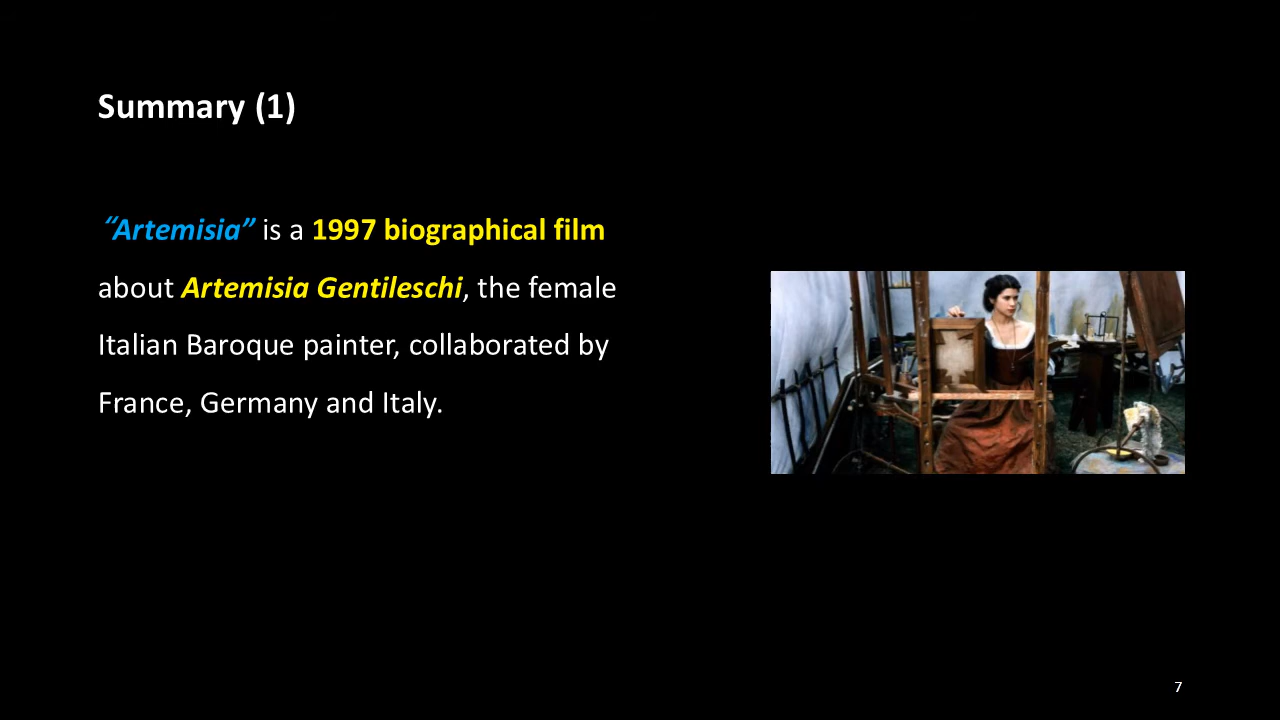 Summary (1)
“Artemisia” is a 1997 biographical film
about Artemisia Gentileschi, the female
Italian Baroque painter, collaborated by
France, Germany and Italy.
7